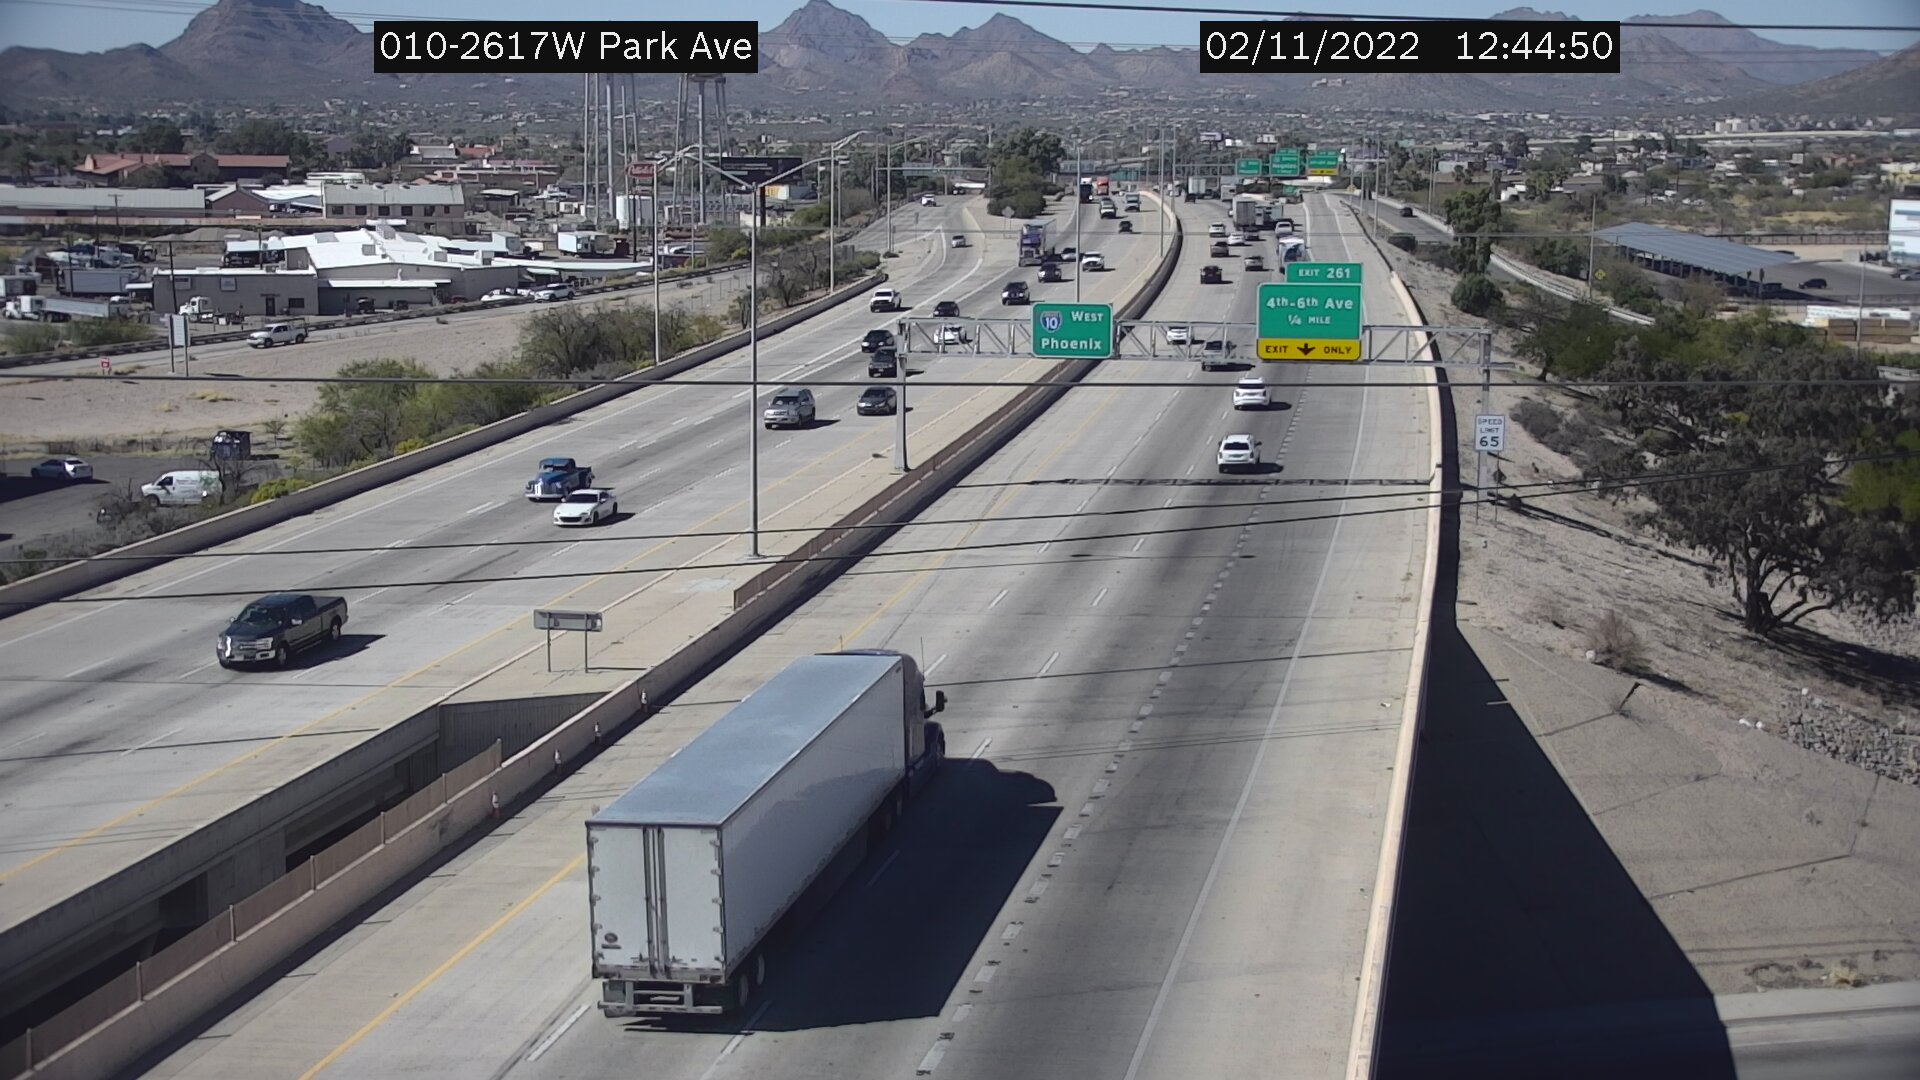 010-2617W Park Ave
02/11/2022 12:44:50
EXIT 261
4th-6th Ave
1/4 MILE
EXIT ONLY
10 WEST
Phoenix
SPEED
LIMIT
65